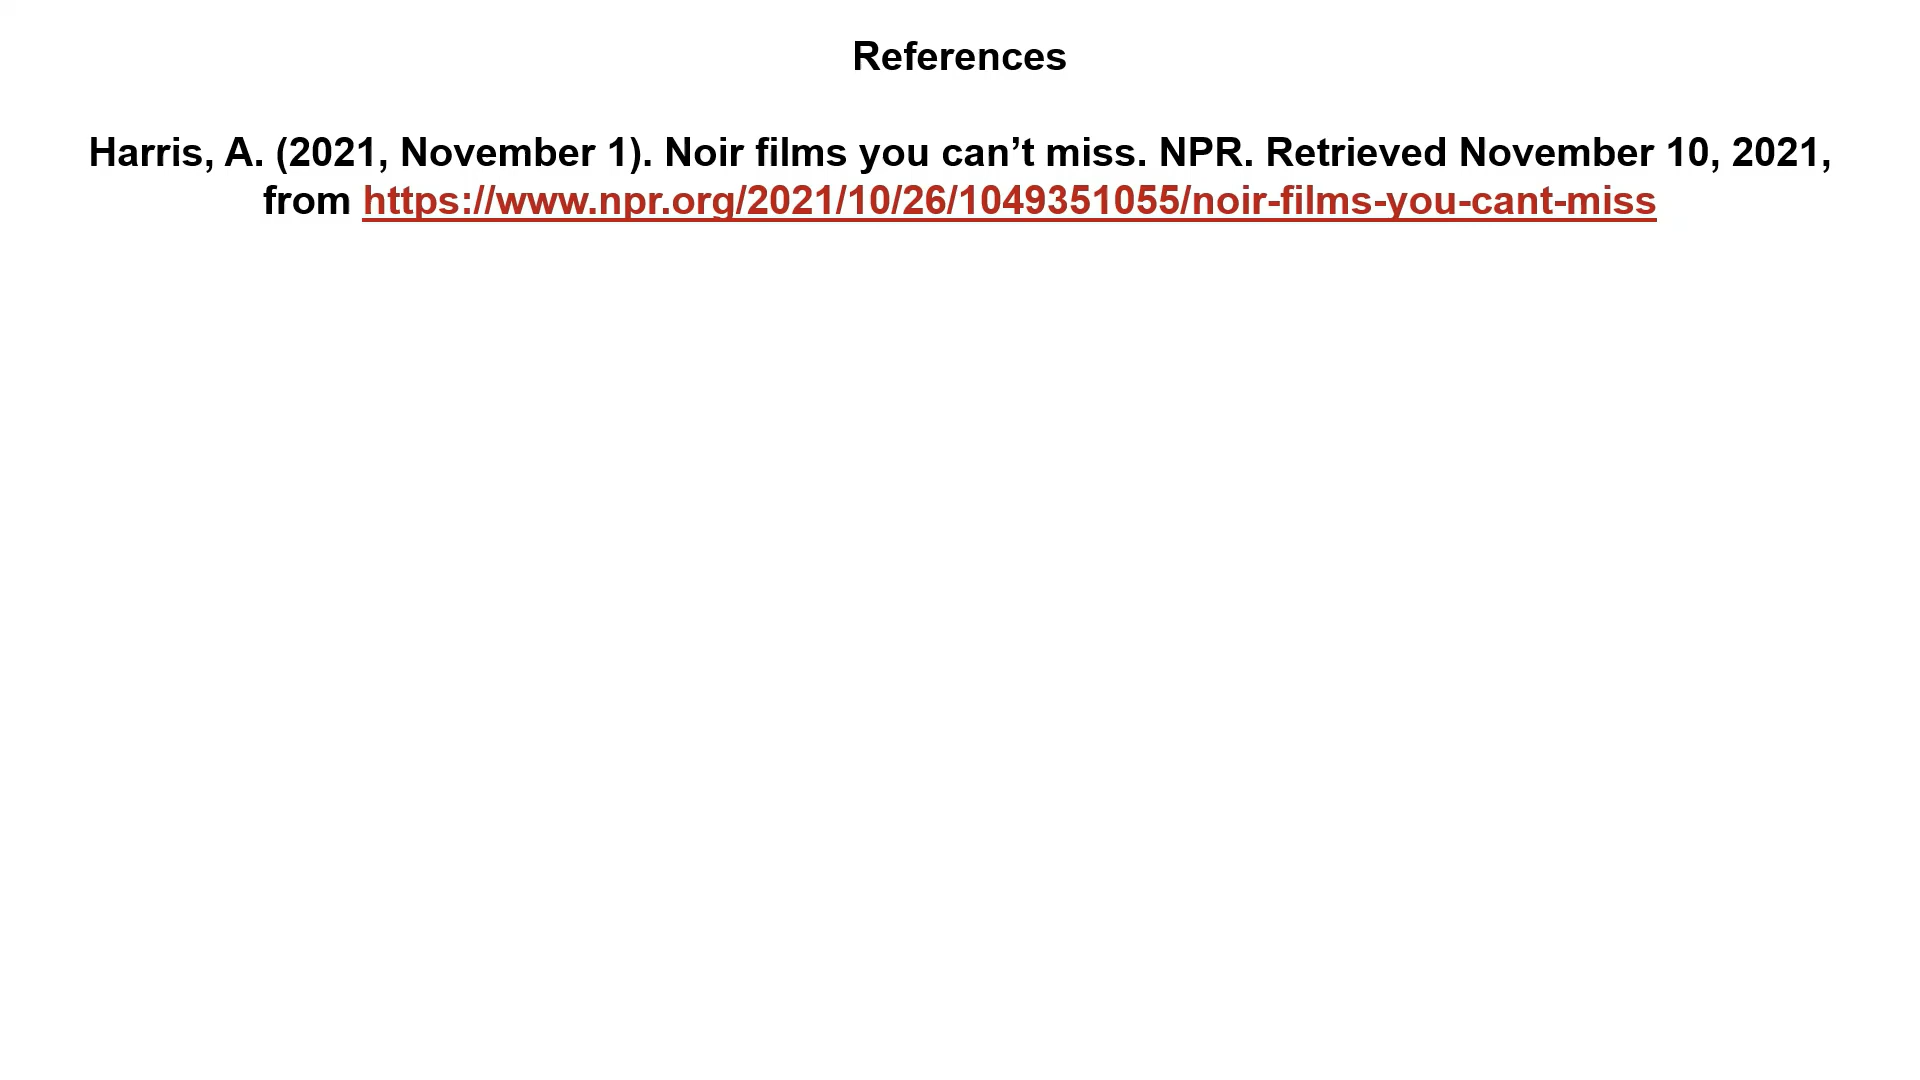 References
Harris, A. (2021, November 1). Noir films you can’t miss. NPR. Retrieved November 10, 2021,
from https://www.npr.org/2021/10/26/1049351055/noir-films-you-cant-miss